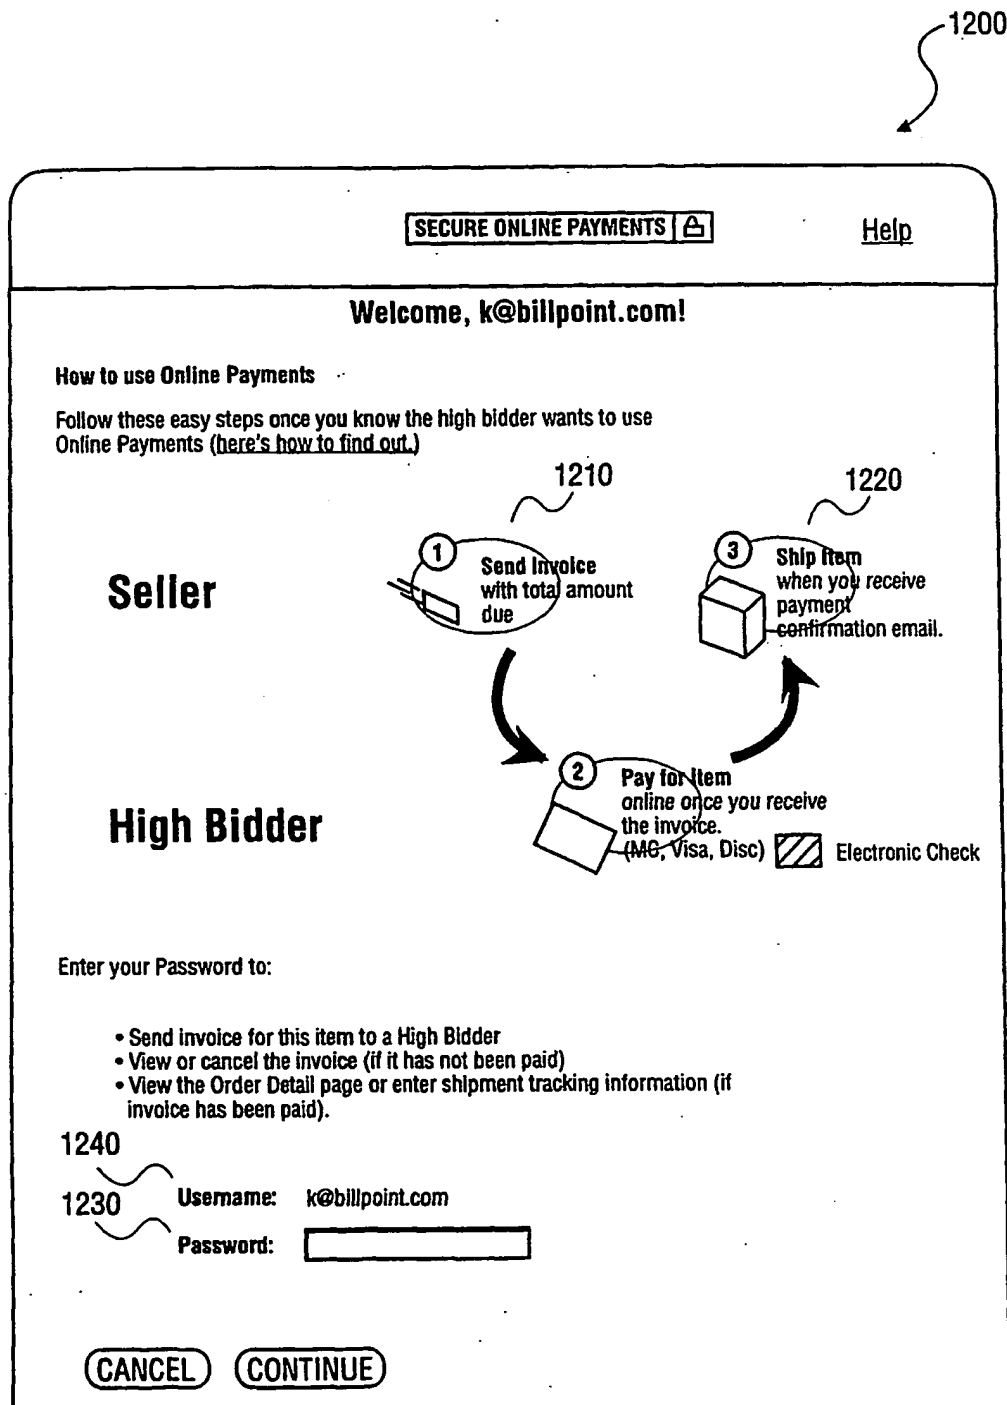 1200
SECURE ONLINE PAYMENTS
Help
Welcome, k@billpoint.com!
How to use Online Payments
Follow these easy steps once you know the high bidder wants to use
Online Payments (here's how to find out.)
1210
1220
Seller
1
Send Invoice
with total amount
due
3
Ship Item
when you receive
payment
confirmation email.
High Bidder
2
Pay for Item
online once you receive
the invoice.
(MC, Visa, Disc)
Electronic Check
Enter your Password to:
• Send invoice for this item to a High Bidder
• View or cancel the invoice (if it has not been paid)
• View the Order Detail page or enter shipment tracking information (if
invoice has been paid).
1240
Username: k@billpoint.com
1230
Password:
CANCEL CONTINUE